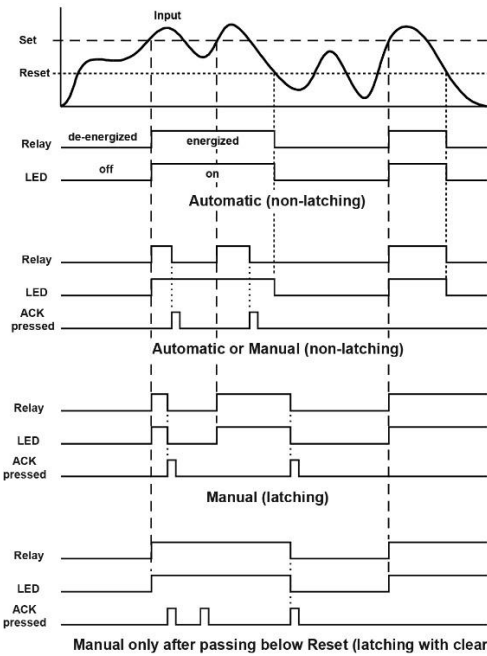 Input
Set
Reset
Relay de-energized energized
LED off on
Automatic (non-latching)
Relay
LED
ACK
pressed
Automatic or Manual (non-latching)
Relay
LED
ACK
pressed
Manual (latching)
Relay
LED
ACK
pressed
Manual only after passing below Reset (latching with clear